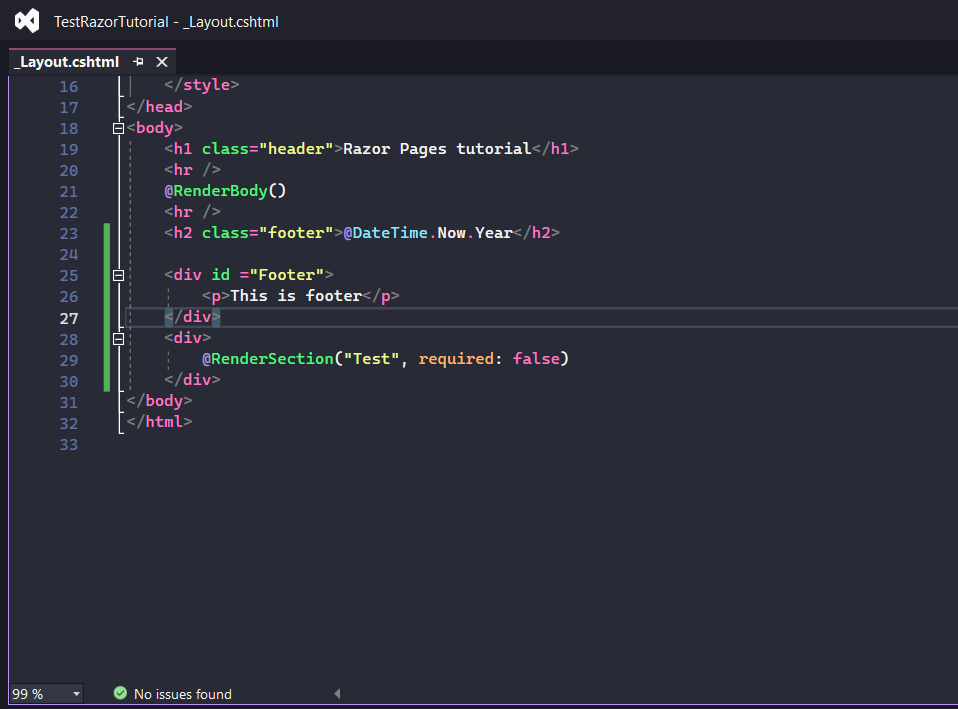 TestRazorTutorial - _Layout.cshtml
_Layout.cshtml
16 </style>
17 </head>
18 <body>
19 <h1 class="header">Razor Pages tutorial</h1>
20 <hr />
21 @RenderBody()
22 <hr />
23 <h2 class="footer">@DateTime.Now.Year</h2>
24
25 <div id ="Footer">
26 <p>This is footer</p>
27 </div>
28 <div>
29 @RenderSection("Test", required: false)
30 </div>
31 </body>
32 </html>
33
99 % No issues found